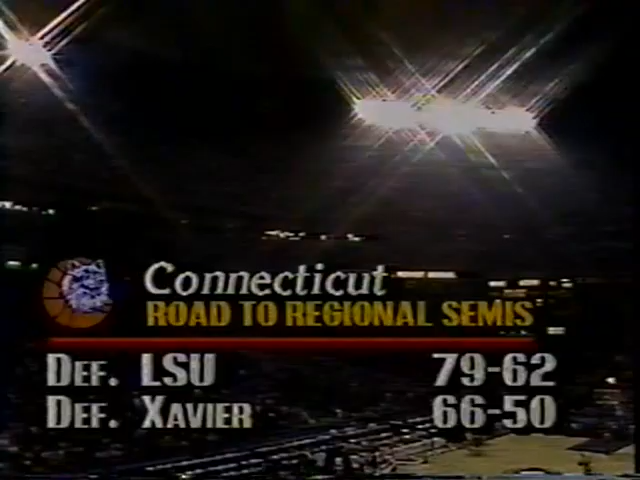 Connecticut
ROAD TO REGIONAL SEMIS
DEF. LSU 79-62
DEF. XAVIER 66-50